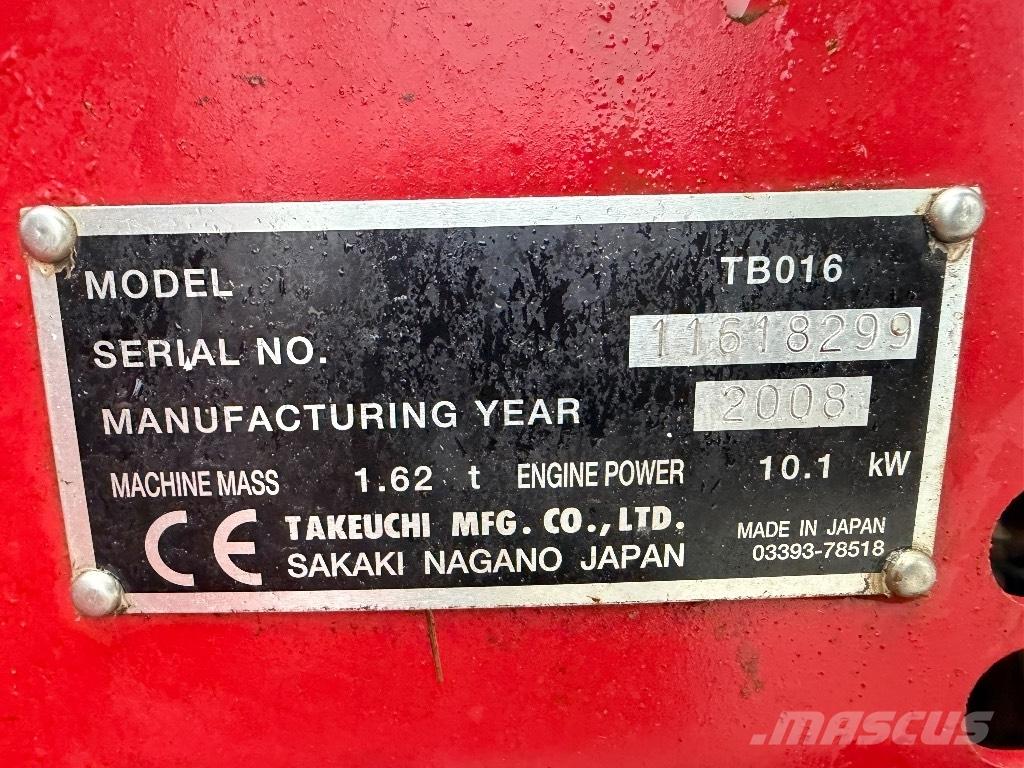 MODEL TB016
SERIAL NO. 11618299
MANUFACTURING YEAR 2008
MACHINE MASS 1.62 t ENGINE POWER 10.1 kW
CE TAKEUCHI MFG. CO., LTD.
SAKAKI NAGANO JAPAN
MADE IN JAPAN
03393-78518
MASCUS